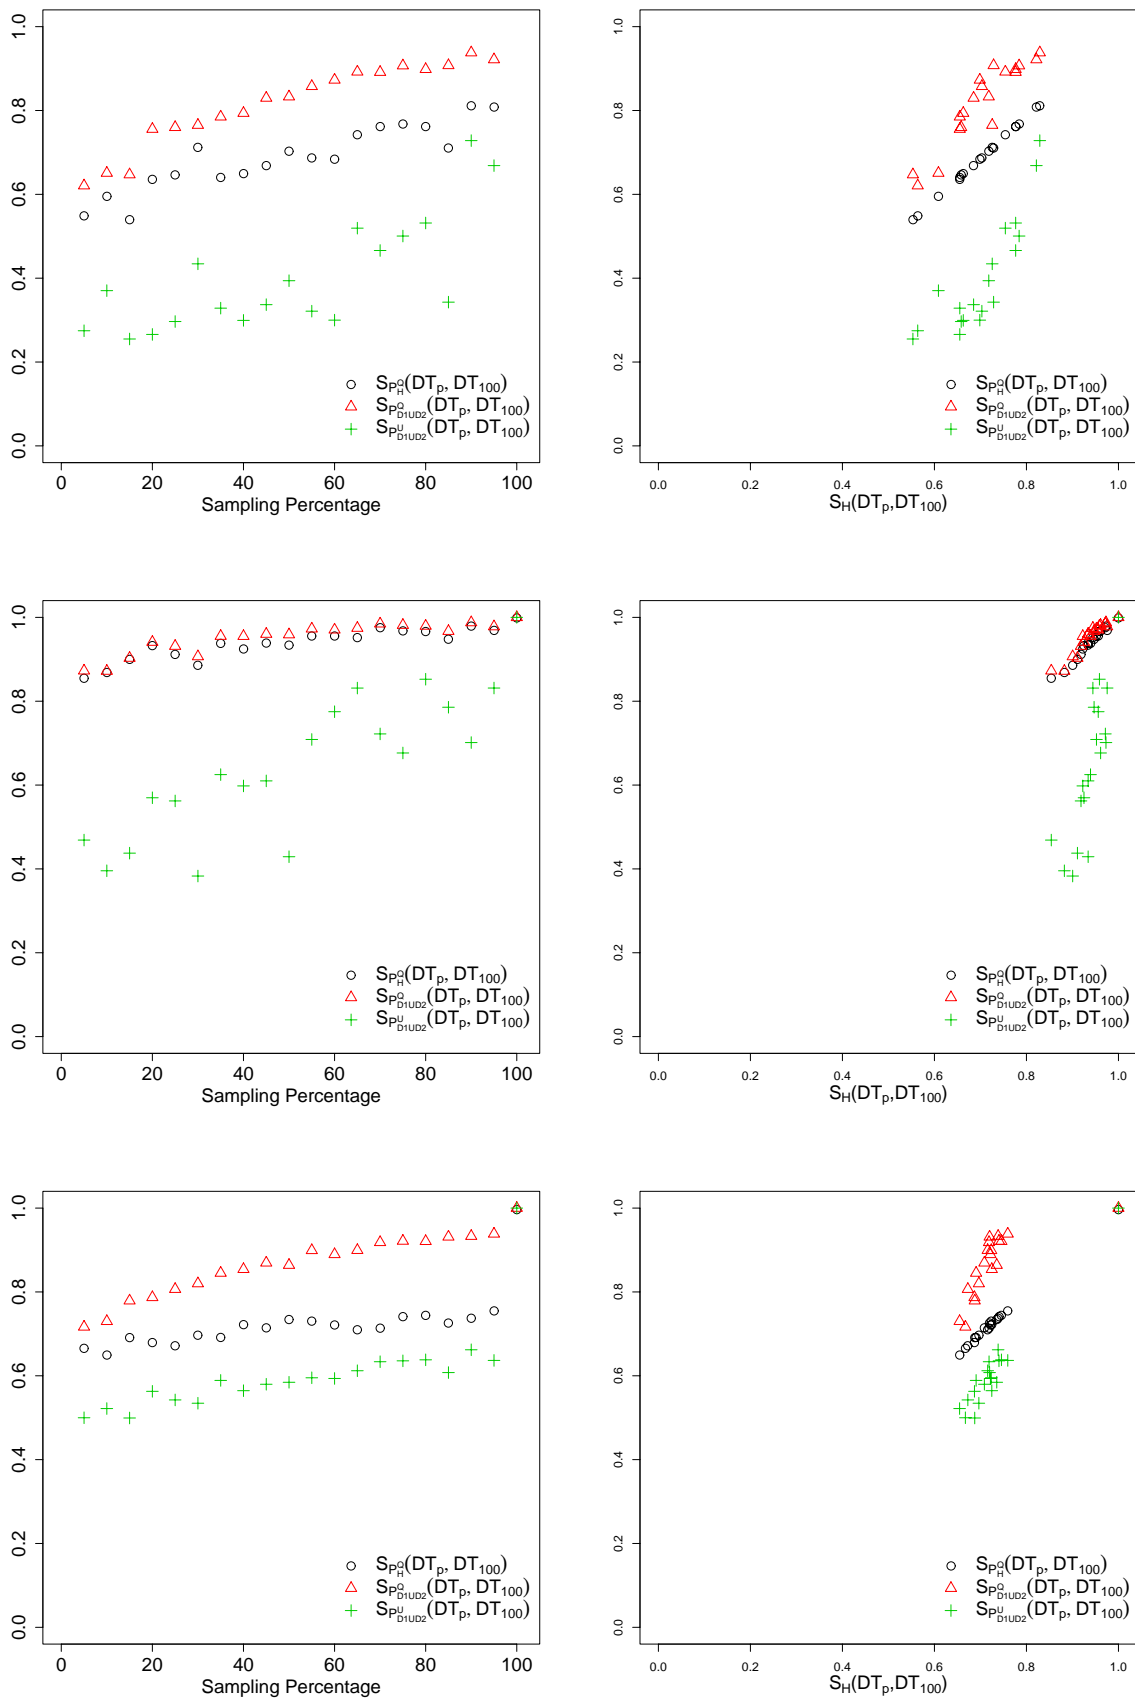 0.0 0.2 0.4 0.6 0.8 1.0
S_{P_H^Q}(DT_p, DT_100)
S_{P_{D1UD2}^Q}(DT_p, DT_100)
S_{P_{D1UD2}^U}(DT_p, DT_100)
0 20 40 60 80 100
Sampling Percentage
0.0 0.2 0.4 0.6 0.8 1.0
S_{P_H^Q}(DT_p, DT_100)
S_{P_{D1UD2}^Q}(DT_p, DT_100)
S_{P_{D1UD2}^U}(DT_p, DT_100)
0.0 0.2 0.4 0.6 0.8 1.0
S_H(DT_p,DT_100)
0.0 0.2 0.4 0.6 0.8 1.0
S_{P_H^Q}(DT_p, DT_100)
S_{P_{D1UD2}^Q}(DT_p, DT_100)
S_{P_{D1UD2}^U}(DT_p, DT_100)
0 20 40 60 80 100
Sampling Percentage
0.0 0.2 0.4 0.6 0.8 1.0
S_{P_H^Q}(DT_p, DT_100)
S_{P_{D1UD2}^Q}(DT_p, DT_100)
S_{P_{D1UD2}^U}(DT_p, DT_100)
0.0 0.2 0.4 0.6 0.8 1.0
S_H(DT_p,DT_100)
0.0 0.2 0.4 0.6 0.8 1.0
S_{P_H^Q}(DT_p, DT_100)
S_{P_{D1UD2}^Q}(DT_p, DT_100)
S_{P_{D1UD2}^U}(DT_p, DT_100)
0 20 40 60 80 100
Sampling Percentage
0.0 0.2 0.4 0.6 0.8 1.0
S_{P_H^Q}(DT_p, DT_100)
S_{P_{D1UD2}^Q}(DT_p, DT_100)
S_{P_{D1UD2}^U}(DT_p, DT_100)
0.0 0.2 0.4 0.6 0.8 1.0
S_H(DT_p,DT_100)